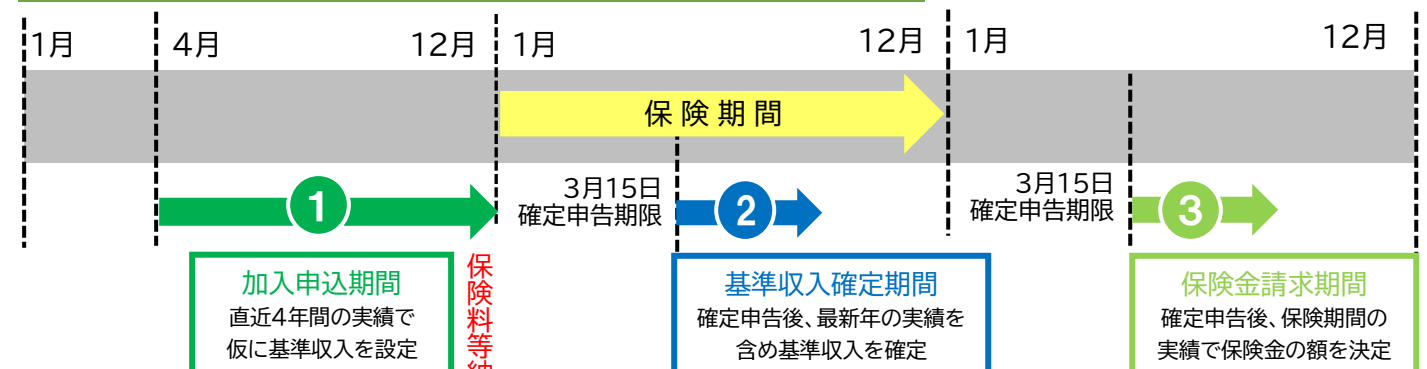 1月
4月
12月
1月
12月
1月
12月
保険期間
1
3月15日
確定申告期限
2
3月15日
確定申告期限
3
加入申込期間
直近4年間の実績で
仮に基準収入を設定
保険料等
基準収入確定期間
確定申告後、最新年の実績を
含め基準収入を確定
保険金請求期間
確定申告後、保険期間の
実績で保険金の額を決定